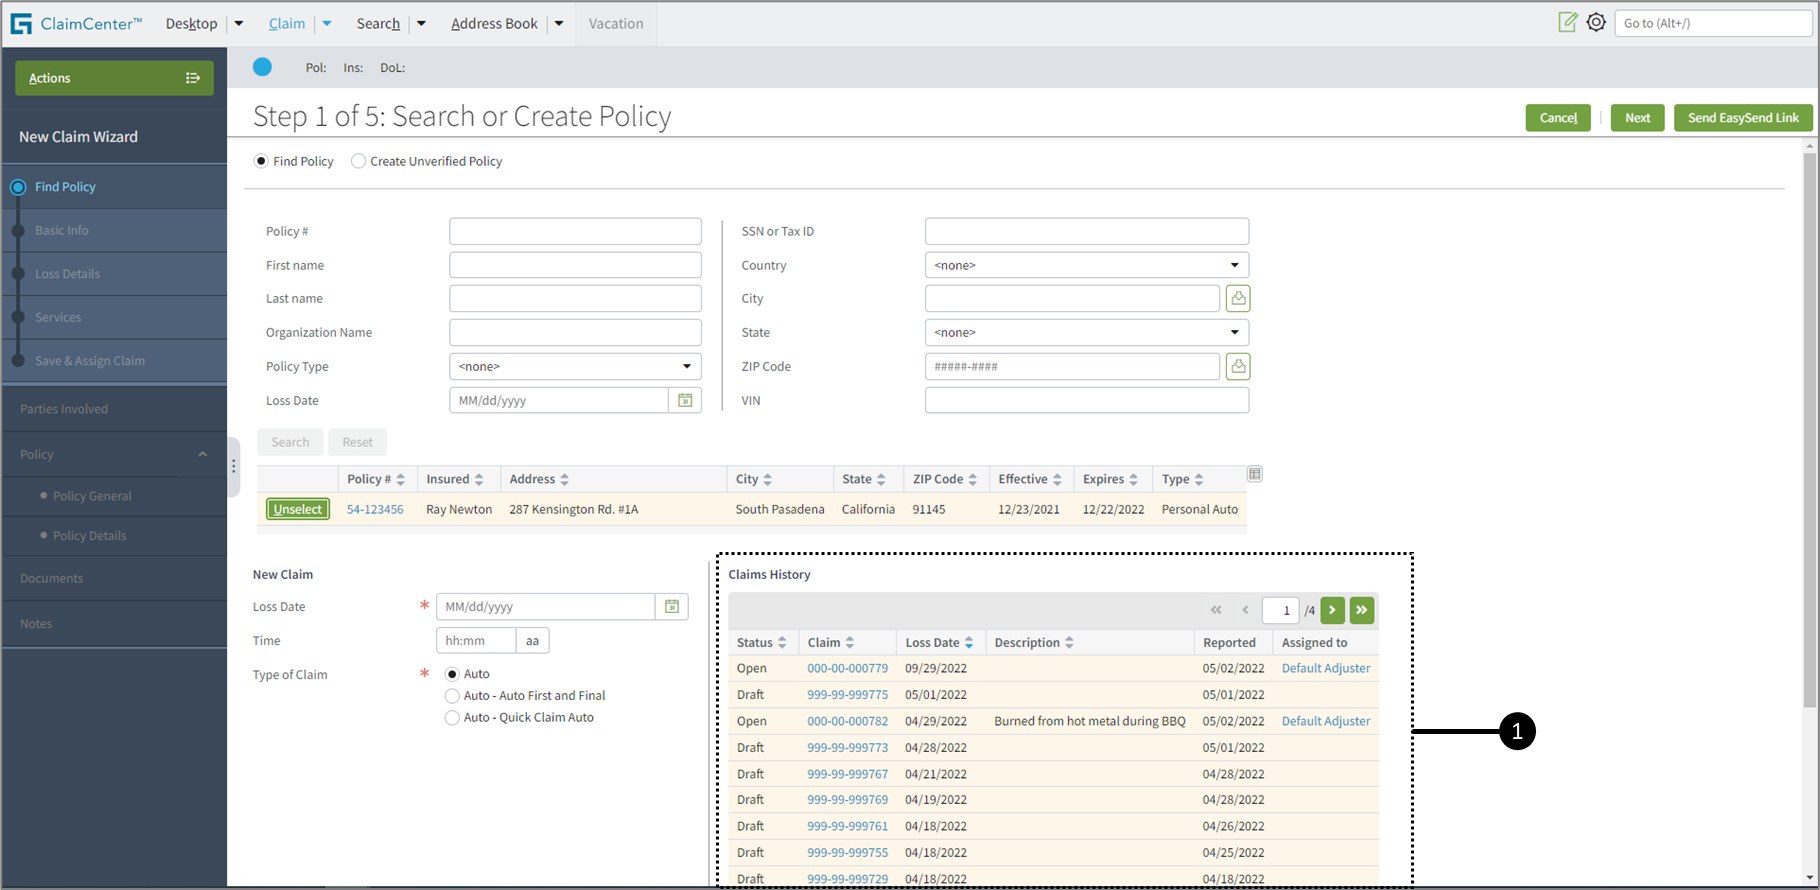 ClaimCenter™ Desktop Claim Search Address Book Vacation Go to (Alt+/)
Actions
Pol: Ins: DoL:
New Claim Wizard
Find Policy
Basic Info
Loss Details
Services
Save & Assign Claim
Parties Involved
Policy
Policy General
Policy Details
Documents
Notes
Step 1 of 5: Search or Create Policy
Cancel Next Send EasySend Link
Find Policy Create Unverified Policy
Policy #
First name
Last name
Organization Name
Policy Type <none>
Loss Date MM/dd/yyyy
SSN or Tax ID
Country <none>
City
State <none>
ZIP Code #####-####
VIN
Search Reset
Policy # Insured Address City State ZIP Code Effective Expires Type
Unselect 54-123456 Ray Newton 287 Kensington Rd. #1A South Pasadena California 91145 12/23/2021 12/22/2022 Personal Auto
New Claim
Loss Date * MM/dd/yyyy
Time hh:mm aa
Type of Claim * Auto
Auto - Auto First and Final
Auto - Quick Claim Auto
Claims History
1 /4
Status Claim Loss Date Description Reported Assigned to
Open 000-00-000779 09/29/2022 05/02/2022 Default Adjuster
Draft 999-99-999775 05/01/2022 05/01/2022
Open 000-00-000782 04/29/2022 Burned from hot metal during BBQ 05/02/2022 Default Adjuster
Draft 999-99-999773 04/28/2022 05/01/2022
Draft 999-99-999767 04/21/2022 04/28/2022
Draft 999-99-999769 04/19/2022 04/28/2022
Draft 999-99-999761 04/18/2022 04/26/2022
Draft 999-99-999755 04/18/2022 04/25/2022
Draft 999-99-999729 04/18/2022 04/18/2022
1